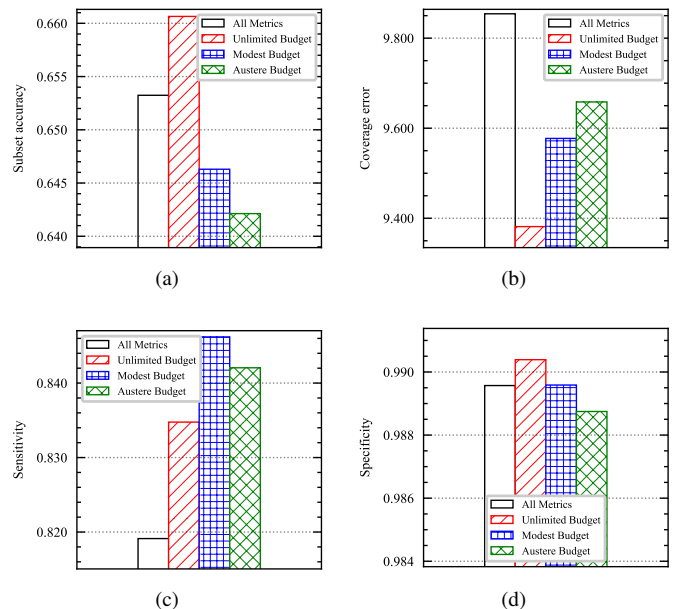 0.660
0.655
0.650
0.645
0.640
Subset accuracy
All Metrics
Unlimited Budget
Modest Budget
Austere Budget
(a)
9.800
9.600
9.400
Coverage error
All Metrics
Unlimited Budget
Modest Budget
Austere Budget
(b)
0.840
0.830
0.820
Sensitivity
All Metrics
Unlimited Budget
Modest Budget
Austere Budget
(c)
0.990
0.988
0.986
0.984
Specificity
All Metrics
Unlimited Budget
Modest Budget
Austere Budget
(d)